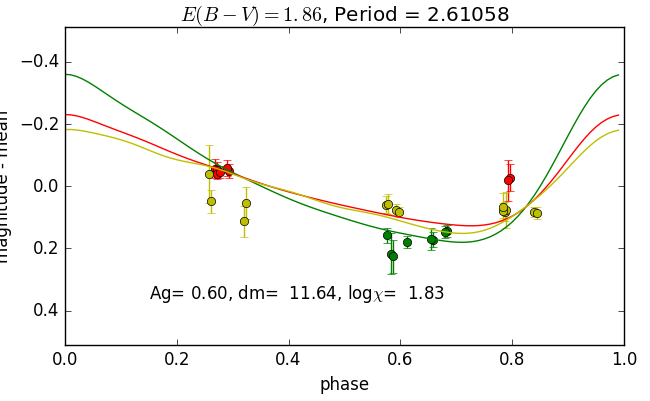 E(B − V) = 1.86, Period = 2.61058
magnitude - mean
−0.4
−0.2
0.0
0.2
0.4
Ag= 0.60, dm= 11.64, logχ= 1.83
0.0 0.2 0.4 0.6 0.8 1.0
phase